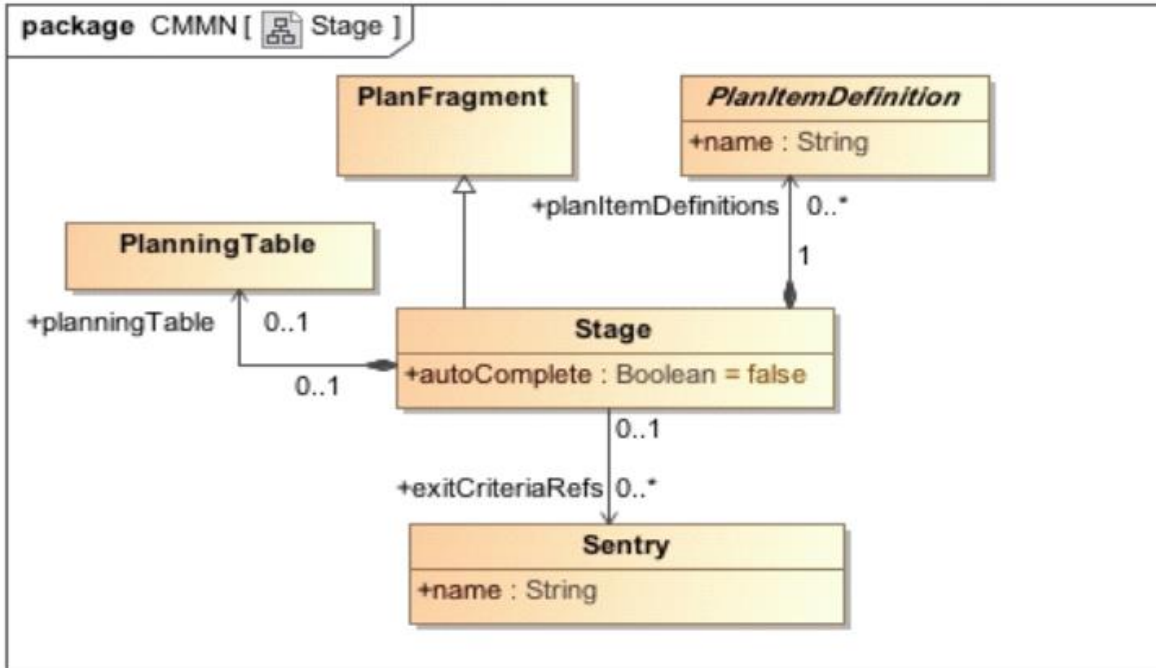 package CMMN [ Stage ]
PlanFragment
PlanItemDefinition
+name : String
+planItemDefinitions 0..*
PlanningTable
1
+planningTable 0..1
Stage
+autoComplete : Boolean = false
0..1
0..1
+exitCriteriaRefs 0..*
Sentry
+name : String